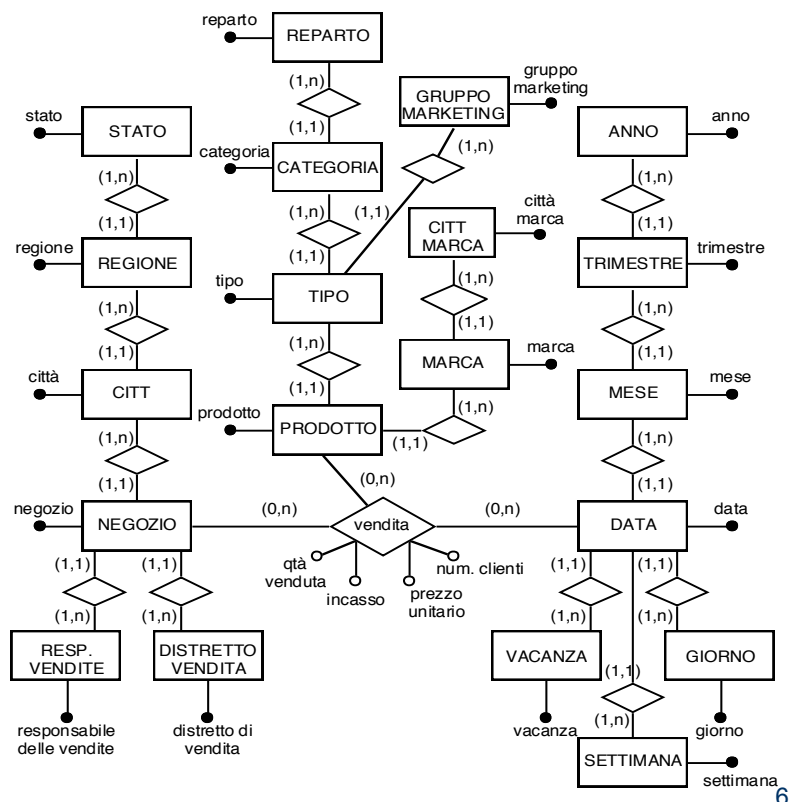 reparto
REPARTO
(1,n)
(1,1)
gruppo
marketing
GRUPPO
MARKETING
(1,n)
(1,1)
stato
STATO
(1,n)
(1,1)
categoria
CATEGORIA
(1,n)
(1,1)
anno
ANNO
(1,n)
(1,1)
città
marca
CITT
MARCA
(1,n)
(1,1)
regione
REGIONE
(1,n)
(1,1)
tipo
TIPO
(1,n)
(1,1)
trimestre
TRIMESTRE
(1,n)
(1,1)
marca
MARCA
(1,n)
(1,1)
città
CITT
(1,n)
(1,1)
prodotto
PRODOTTO
(0,n)
mese
MESE
(1,n)
(1,1)
negozio
NEGOZIO
(0,n)
vendita
(0,n)
DATA
data
qtà
venduta
incasso
prezzo
unitario
num. clienti
(1,1)
(1,n)
(1,1)
(1,n)
RESP.
VENDITE
DISTRETTO
VENDITA
responsabile
delle vendite
distretto di
vendita
(1,1)
(1,n)
(1,1)
(1,n)
VACANZA
GIORNO
vacanza
giorno
(1,1)
(1,n)
SETTIMANA
settimana
6